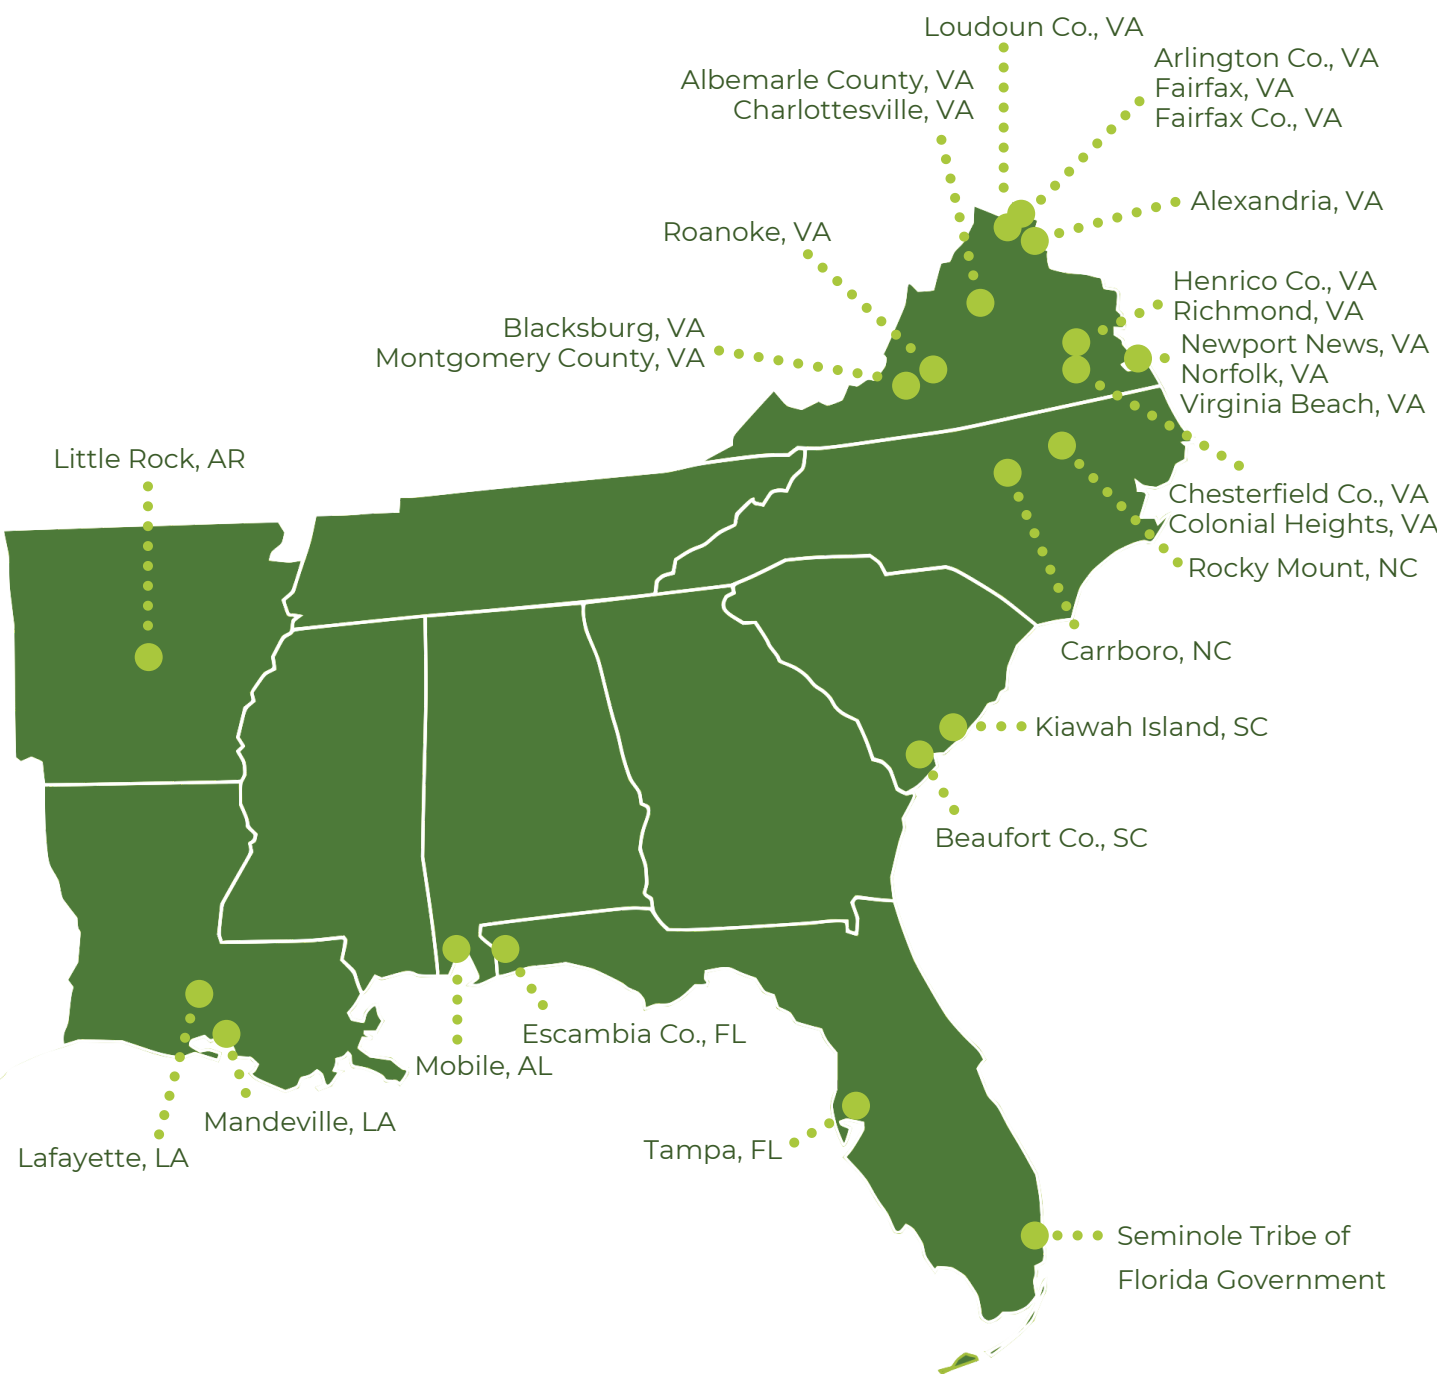 Loudoun Co., VA
Arlington Co., VA
Fairfax, VA
Fairfax Co., VA
Albemarle County, VA
Charlottesville, VA
Alexandria, VA
Roanoke, VA
Henrico Co., VA
Richmond, VA
Blacksburg, VA
Montgomery County, VA
Newport News, VA
Norfolk, VA
Virginia Beach, VA
Little Rock, AR
Chesterfield Co., VA
Colonial Heights, VA
Rocky Mount, NC
Carrboro, NC
Kiawah Island, SC
Beaufort Co., SC
Escambia Co., FL
Mobile, AL
Mandeville, LA
Lafayette, LA
Tampa, FL
Seminole Tribe of
Florida Government